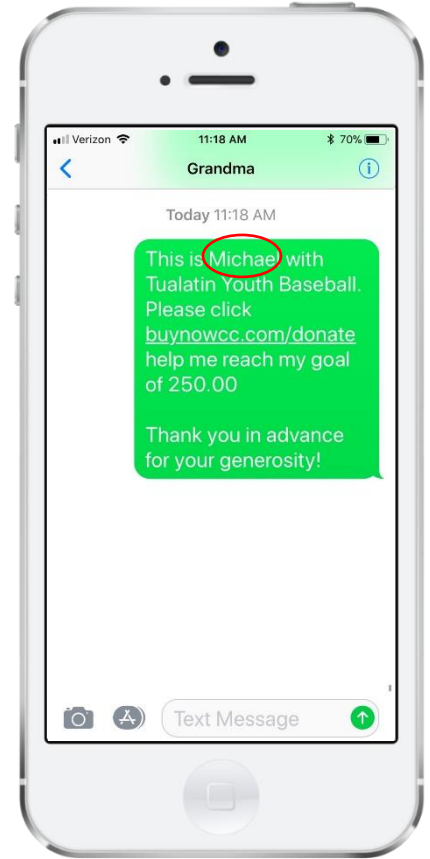 Verizon 11:18 AM 70%
Grandma
Today 11:18 AM
This is Michael with
Tualatin Youth Baseball.
Please click
buynowcc.com/donate
help me reach my goal
of 250.00
Thank you in advance
for your generosity!
Text Message